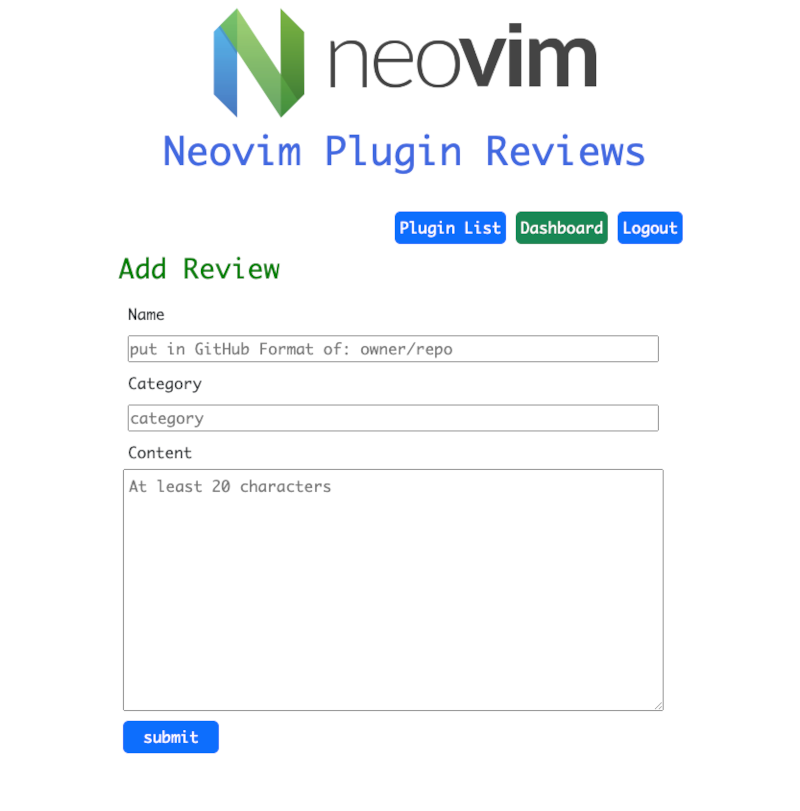 neovim
Neovim Plugin Reviews
Plugin List Dashboard Logout
Add Review
Name
put in GitHub Format of: owner/repo
Category
category
Content
At least 20 characters
submit